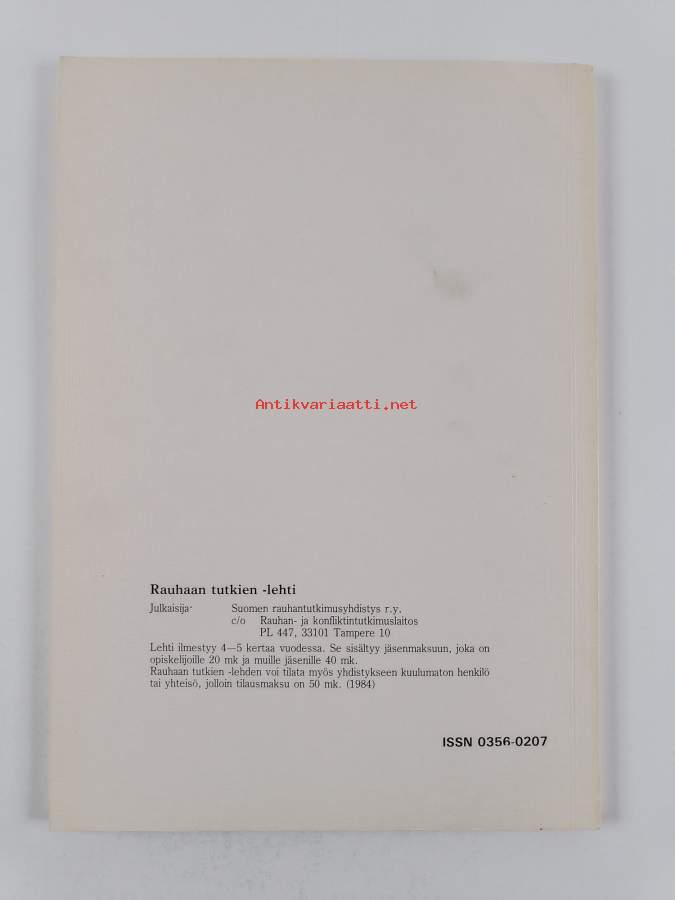 Antikvariaatti.net
Rauhaan tutkien -lehti
Julkaisija· Suomen rauhantutkimusyhdistys r.y.
c/o Rauhan- ja konfliktintutkimuslaitos
PL 447, 33101 Tampere 10
Lehti ilmestyy 4—5 kertaa vuodessa. Se sisältyy jäsenmaksuun, joka on
opiskelijoille 20 mk ja muille jäsenille 40 mk.
Rauhaan tutkien -lehden voi tilata myös yhdistykseen kuulumaton henkilö
tai yhteisö, jolloin tilausmaksu on 50 mk. (1984)
ISSN 0356-0207